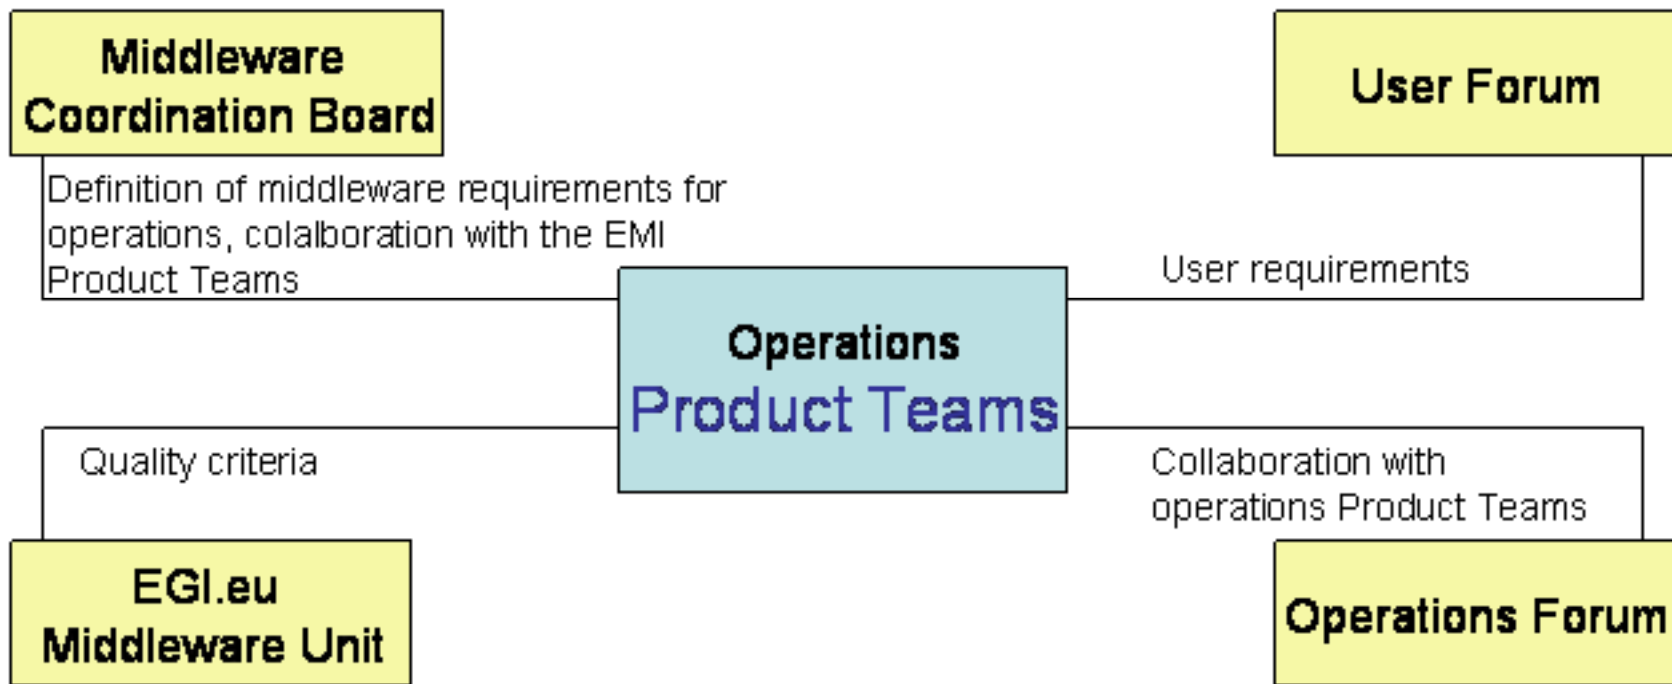 Middleware
Coordination Board
User Forum
Definition of middleware requirements for
operations, colalboration with the EMI
Product Teams
User requirements
Operations
Product Teams
Quality criteria
Collaboration with
operations Product Teams
EGI.eu
Middleware Unit
Operations Forum